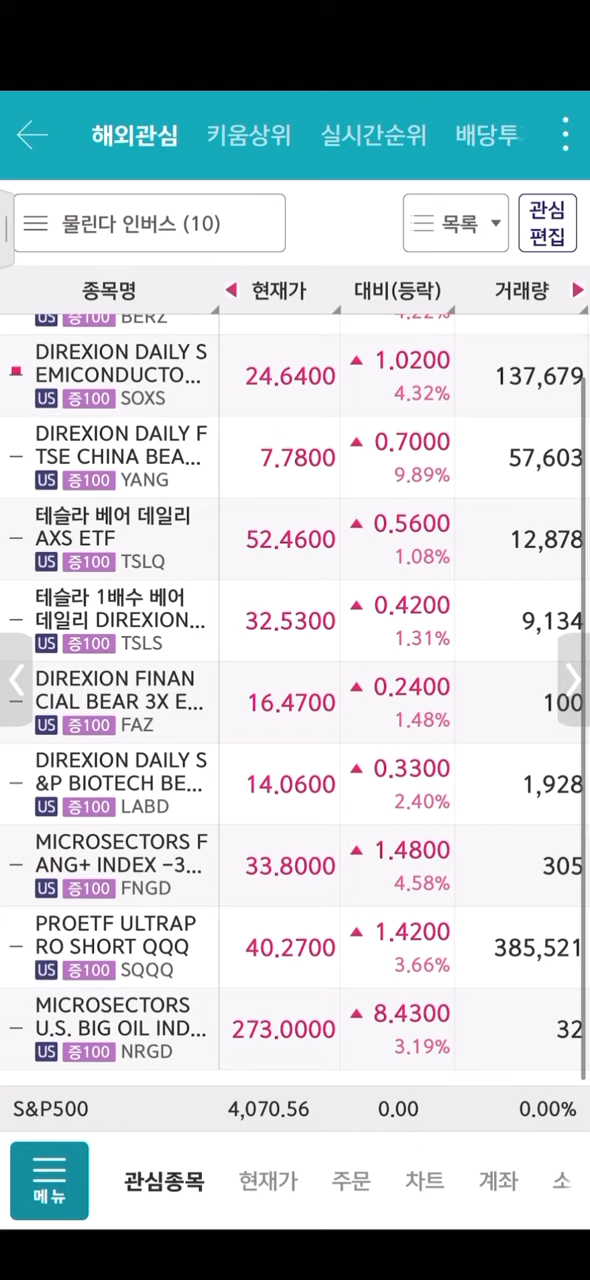 해외관심 키움상위 실시간순위 배당투
물린다 인버스 (10) 목록 관심
편집
종목명 현재가 대비(등락) 거래량
US 증100 BERZ 4.22%
DIREXION DAILY S
EMICONDUCTO... 24.6400 1.0200 137,679
US 증100 SOXS 4.32%
DIREXION DAILY F
TSE CHINA BEA... 7.7800 0.7000 57,603
US 증100 YANG 9.89%
테슬라 베어 데일리
AXS ETF 52.4600 0.5600 12,878
US 증100 TSLQ 1.08%
테슬라 1배수 베어
데일리 DIREXION... 32.5300 0.4200 9,134
US 증100 TSLS 1.31%
DIREXION FINAN
CIAL BEAR 3X E... 16.4700 0.2400 100
US 증100 FAZ 1.48%
DIREXION DAILY S
&P BIOTECH BE... 14.0600 0.3300 1,928
US 증100 LABD 2.40%
MICROSECTORS F
ANG+ INDEX -3... 33.8000 1.4800 305
US 증100 FNGD 4.58%
PROETF ULTRAP
RO SHORT QQQ 40.2700 1.4200 385,521
US 증100 SQQQ 3.66%
MICROSECTORS
U.S. BIG OIL IND... 273.0000 8.4300 32
US 증100 NRGD 3.19%
S&P500 4,070.56 0.00 0.00%
메뉴 관심종목 현재가 주문 차트 계좌 소